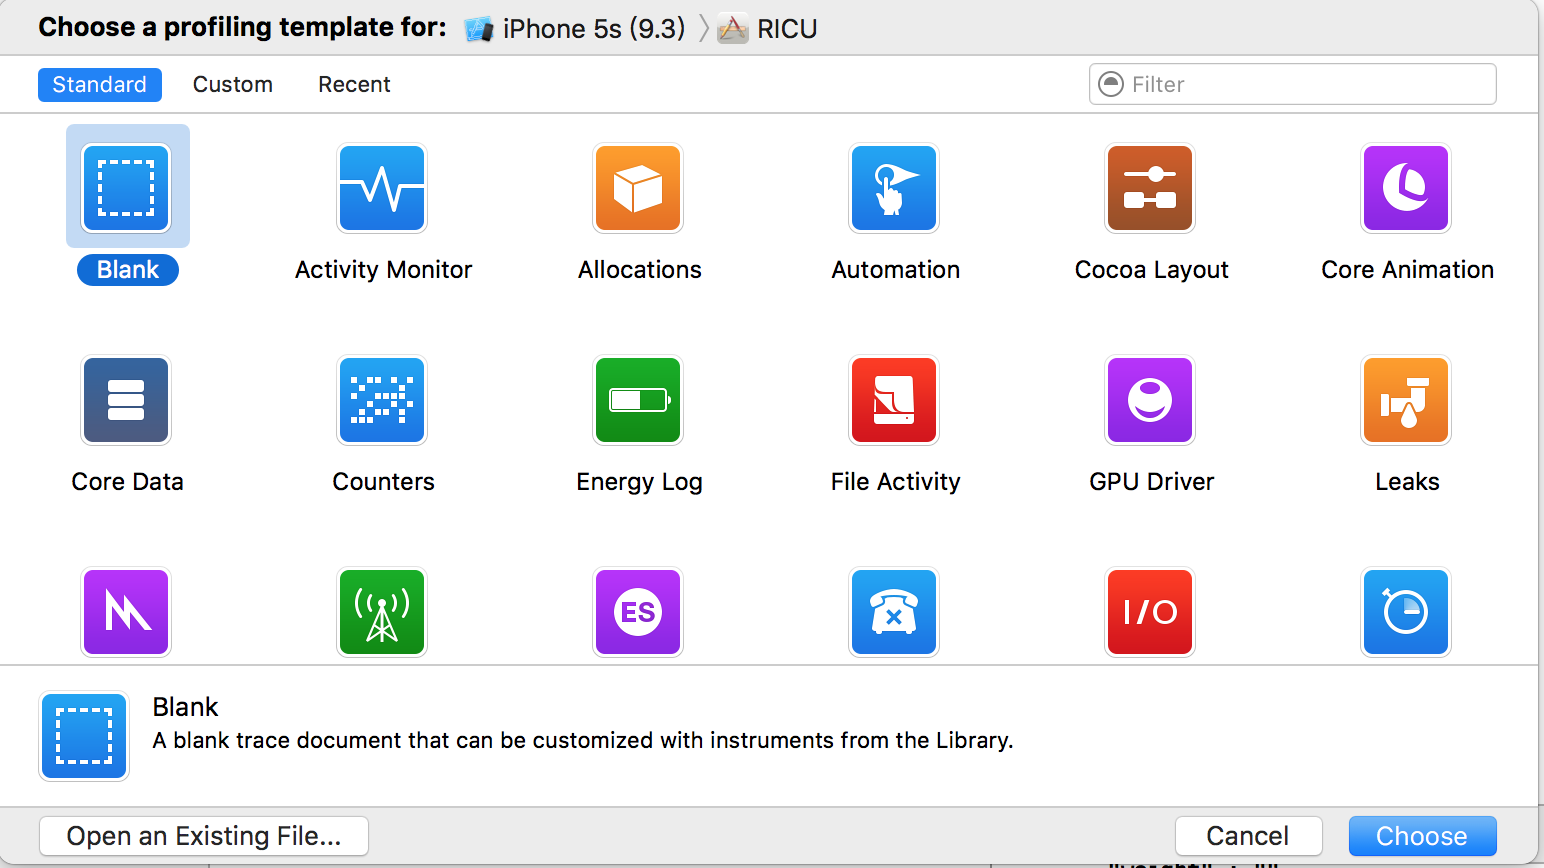 Choose a profiling template for: iPhone 5s (9.3) RICU
Standard Custom Recent Filter
Blank Activity Monitor Allocations Automation Cocoa Layout Core Animation
Core Data Counters Energy Log File Activity GPU Driver Leaks
ES I/O
Blank
A blank trace document that can be customized with instruments from the Library.
Open an Existing File... Cancel Choose